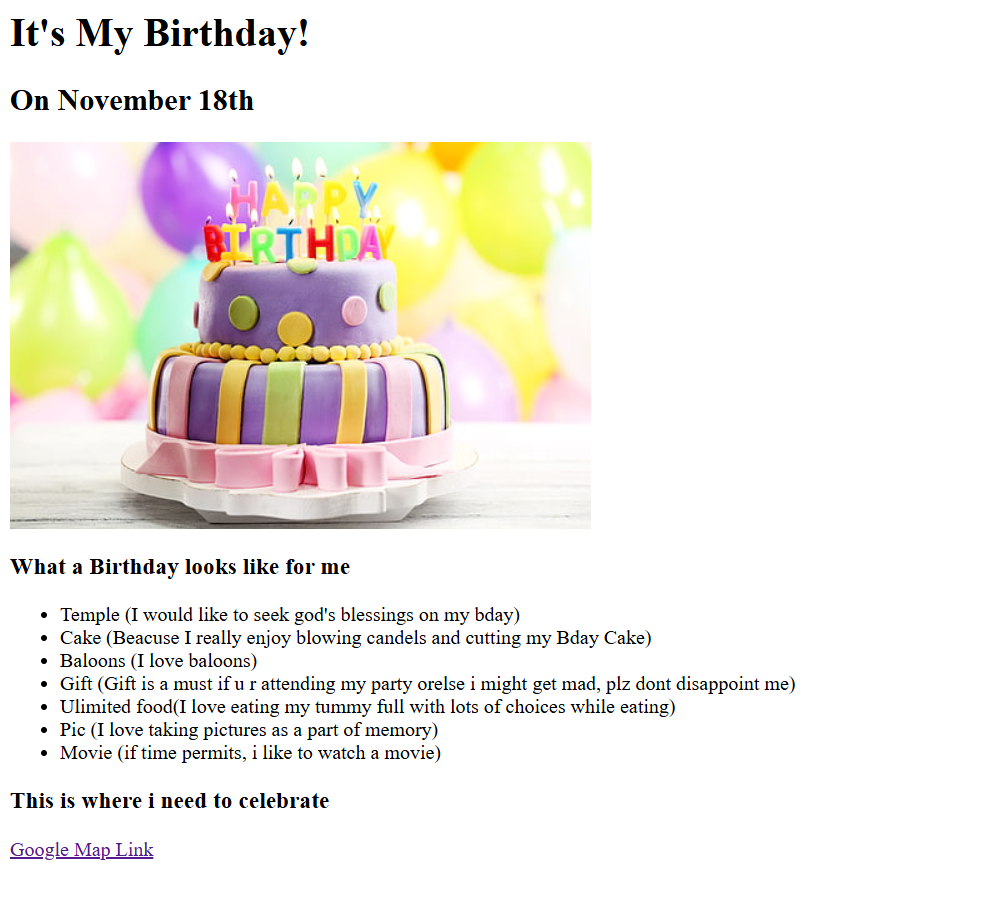 It's My Birthday!
On November 18th
HAPPY
BIRTHDAY
What a Birthday looks like for me
Temple (I would like to seek god's blessings on my bday)
Cake (Beacuse I really enjoy blowing candels and cutting my Bday Cake)
Baloons (I love baloons)
Gift (Gift is a must if u r attending my party orelse i might get mad, plz dont disappoint me)
Ulimited food(I love eating my tummy full with lots of choices while eating)
Pic (I love taking pictures as a part of memory)
Movie (if time permits, i like to watch a movie)
This is where i need to celebrate
Google Map Link